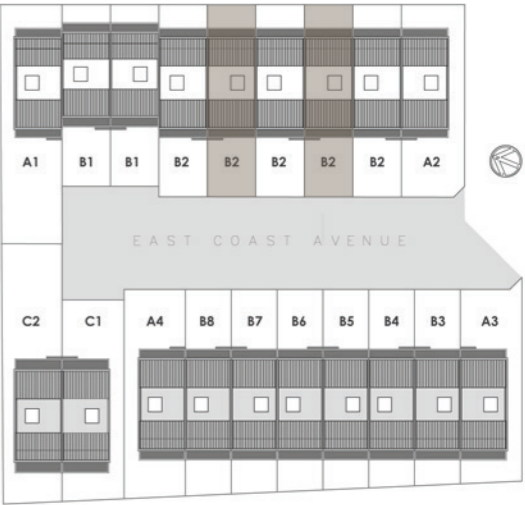 A1 B1 B1 B2 B2 B2 B2 B2 A2
EAST COAST AVENUE
C2 C1 A4 B8 B7 B6 B5 B4 B3 A3